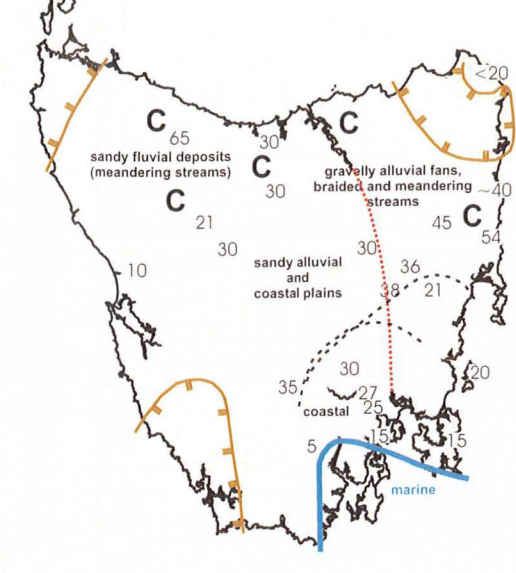 <20
C
65
30
C
sandy fluvial deposits
(meandering streams)
C
30
gravelly alluvial fans,
braided and meandering
streams
~40
C
21
45
C
54
30
30
sandy alluvial
and
coastal plains
10
36
38
21
30
35
27
20
coastal
25
5
15
15
marine